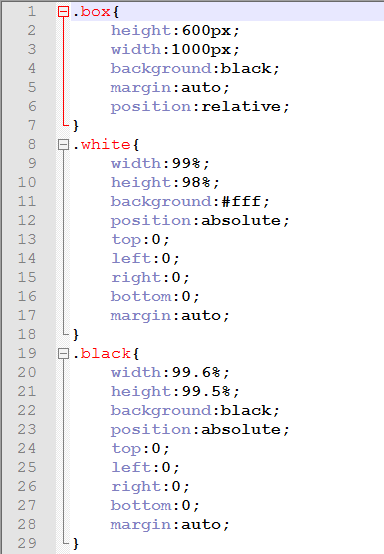 1 .box{
2 height:600px;
3 width:1000px;
4 background:black;
5 margin:auto;
6 position:relative;
7 }
8 .white{
9 width:99%;
10 height:98%;
11 background:#fff;
12 position:absolute;
13 top:0;
14 left:0;
15 right:0;
16 bottom:0;
17 margin:auto;
18 }
19 .black{
20 width:99.6%;
21 height:99.5%;
22 background:black;
23 position:absolute;
24 top:0;
25 left:0;
26 right:0;
27 bottom:0;
28 margin:auto;
29 }